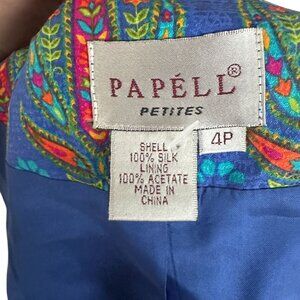 PAPÉLL®
PETITES
4P
SHELL
100% SILK
LINING
100% ACETATE
MADE IN
CHINA